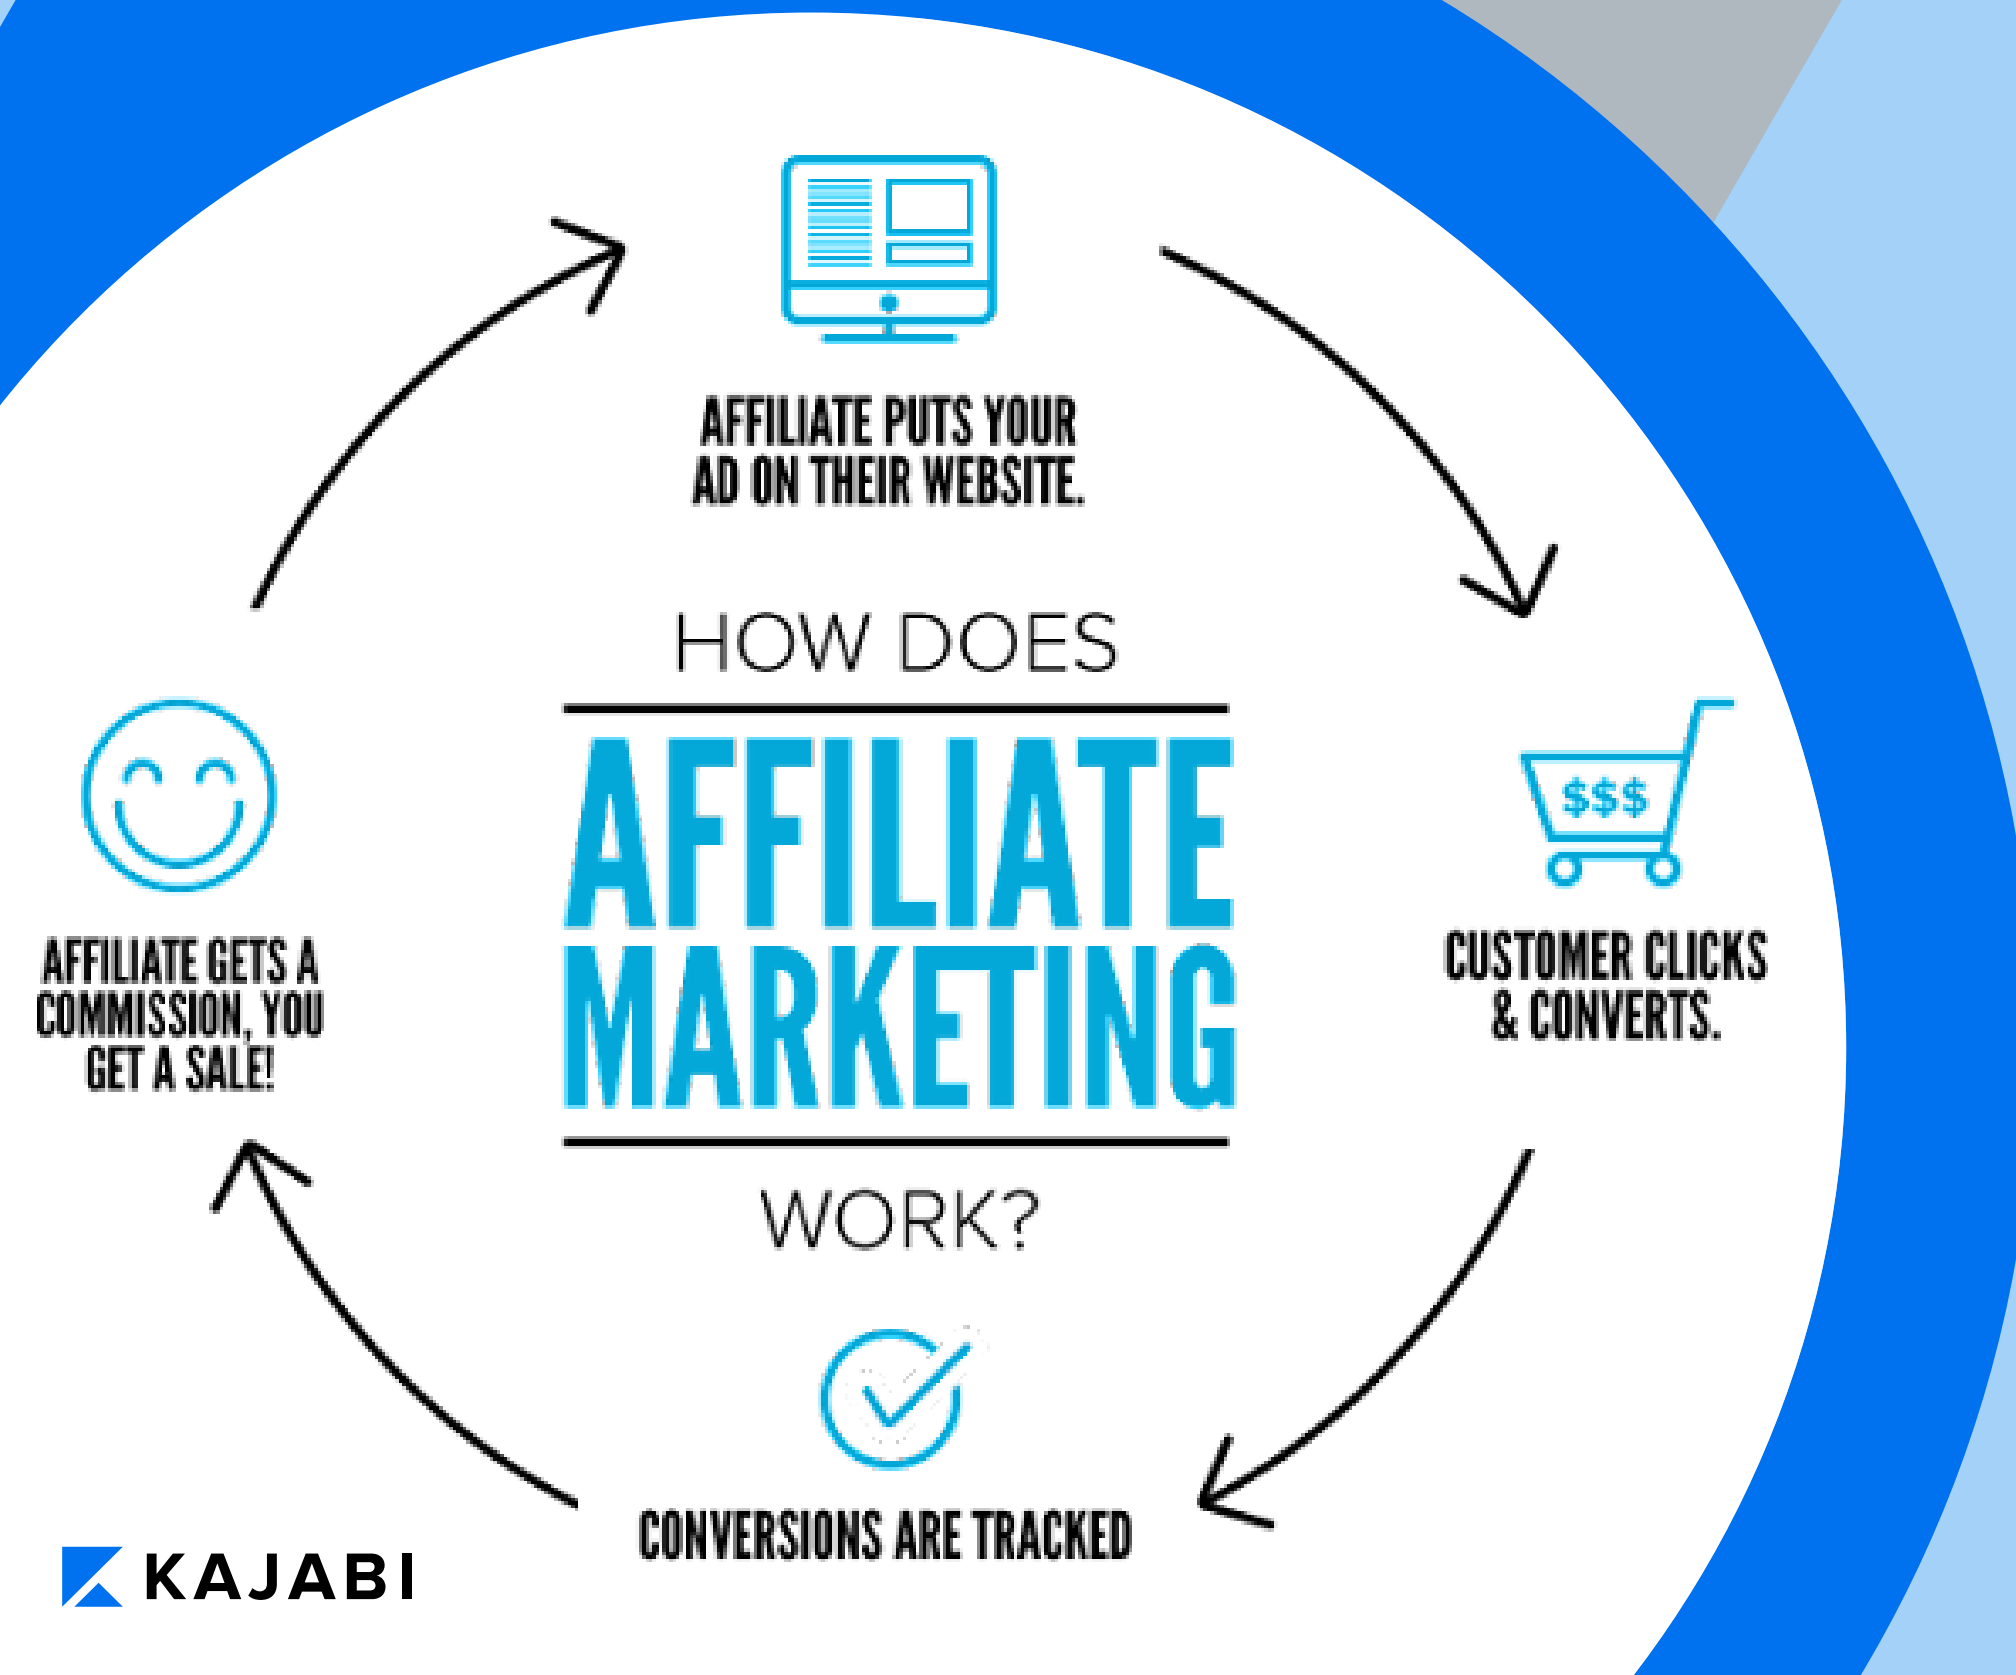 AFFILIATE PUTS YOUR
AD ON THEIR WEBSITE.
HOW DOES
AFFILIATE
MARKETING
WORK?
$$$
CUSTOMER CLICKS
& CONVERTS.
CONVERSIONS ARE TRACKED
AFFILIATE GETS A
COMMISSION, YOU
GET A SALE!
KAJABI